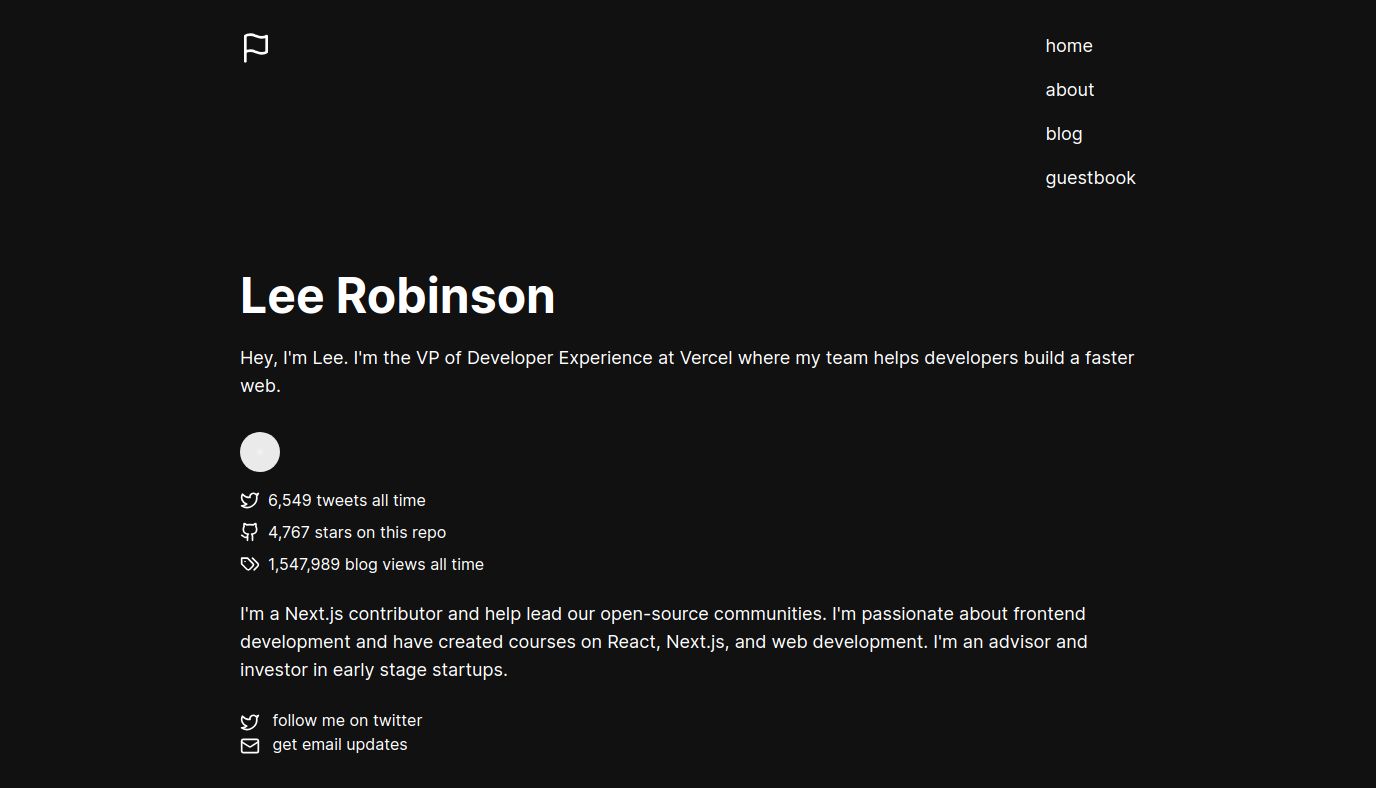 home
about
blog
guestbook
Lee Robinson
Hey, I'm Lee. I'm the VP of Developer Experience at Vercel where my team helps developers build a faster
web.
6,549 tweets all time
4,767 stars on this repo
1,547,989 blog views all time
I'm a Next.js contributor and help lead our open-source communities. I'm passionate about frontend
development and have created courses on React, Next.js, and web development. I'm an advisor and
investor in early stage startups.
follow me on twitter
get email updates